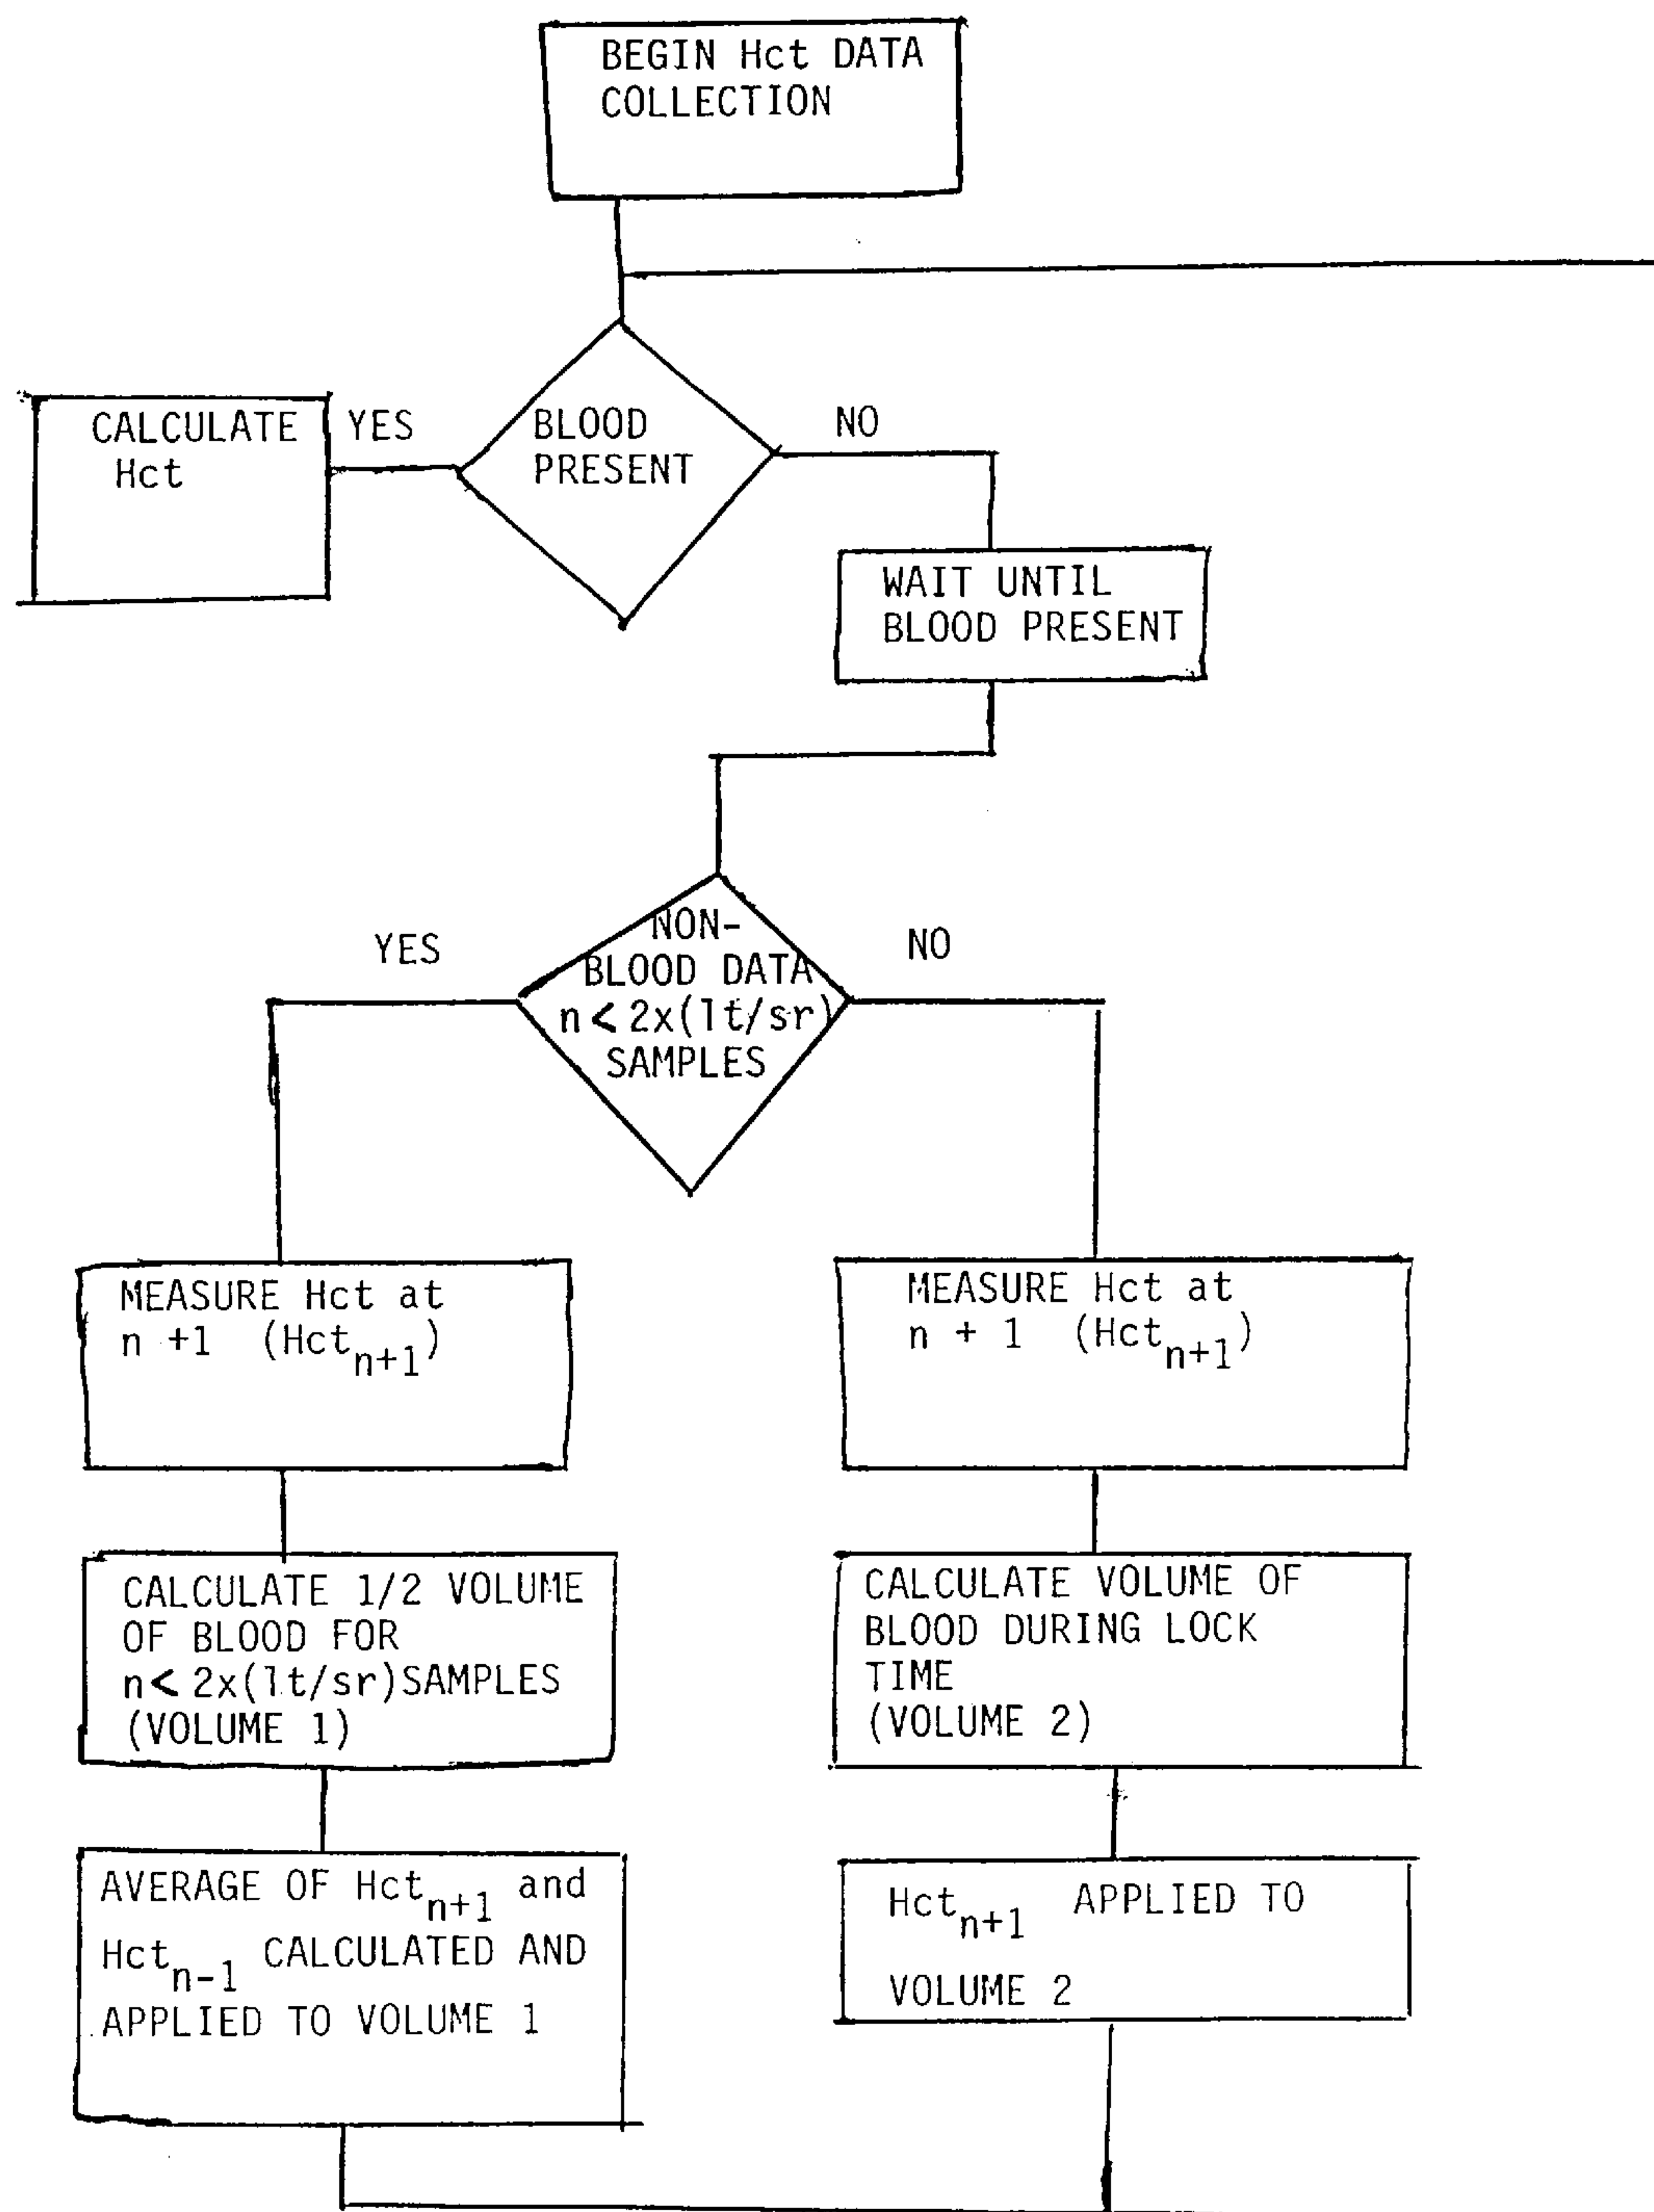 BEGIN Hct DATA
COLLECTION
BLOOD
PRESENT
YES
NO
CALCULATE
Hct
WAIT UNTIL
BLOOD PRESENT
NON-
BLOOD DATA
n < 2x(lt/sr)
SAMPLES
YES
NO
MEASURE Hct at
n +1 (Hctn+1)
CALCULATE 1/2 VOLUME
OF BLOOD FOR
n < 2x(lt/sr)SAMPLES
(VOLUME 1)
AVERAGE OF Hctn+1 and
Hctn-1 CALCULATED AND
APPLIED TO VOLUME 1
MEASURE Hct at
n + 1 (Hctn+1)
CALCULATE VOLUME OF
BLOOD DURING LOCK
TIME
(VOLUME 2)
Hctn+1 APPLIED TO
VOLUME 2